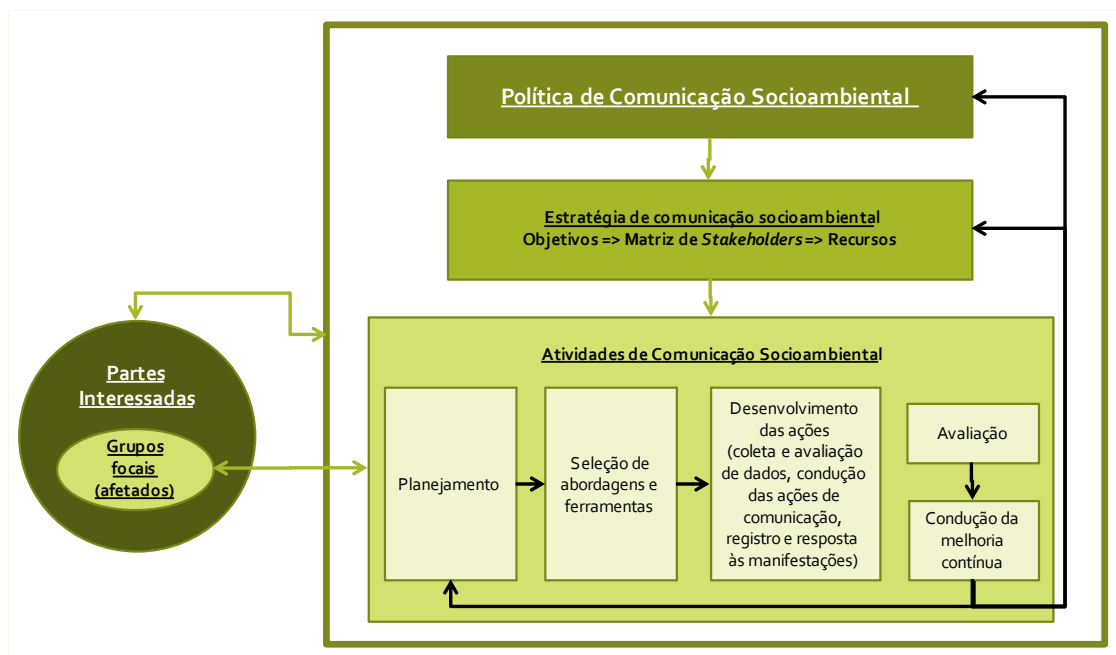 Política de Comunicação Socioambiental
Estratégia de comunicação socioambiental
Objetivos => Matriz de Stakeholders => Recursos
Partes
Interessadas
Grupos
focais
(afetados)
Atividades de Comunicação Socioambiental
Planejamento
Seleção de
abordagens e
ferramentas
Desenvolvimento
das ações
(coleta e avaliação
de dados, condução
das ações de
comunicação,
registro e resposta
às manifestações)
Avaliação
Condução da
melhoria
contínua